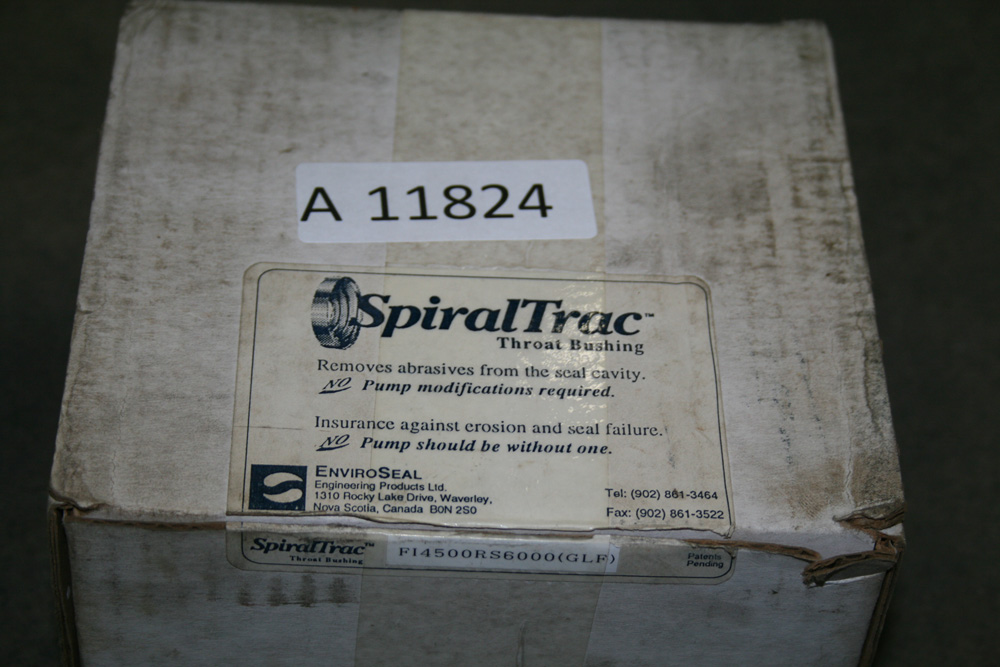 A 11824
SpiralTrac™
Throat Bushing
Removes abrasives from the seal cavity.
NO Pump modifications required.
Insurance against erosion and seal failure.
NO Pump should be without one.
ENVIROSEAL
Engineering Products Ltd.
1310 Rocky Lake Drive, Waverley,
Nova Scotia, Canada B0N 2S0
Tel: (902) 861-3464
Fax: (902) 861-3522
SpiralTrac™
Throat Bushing
FI4500RS6000(GLF)
Patents
Pending